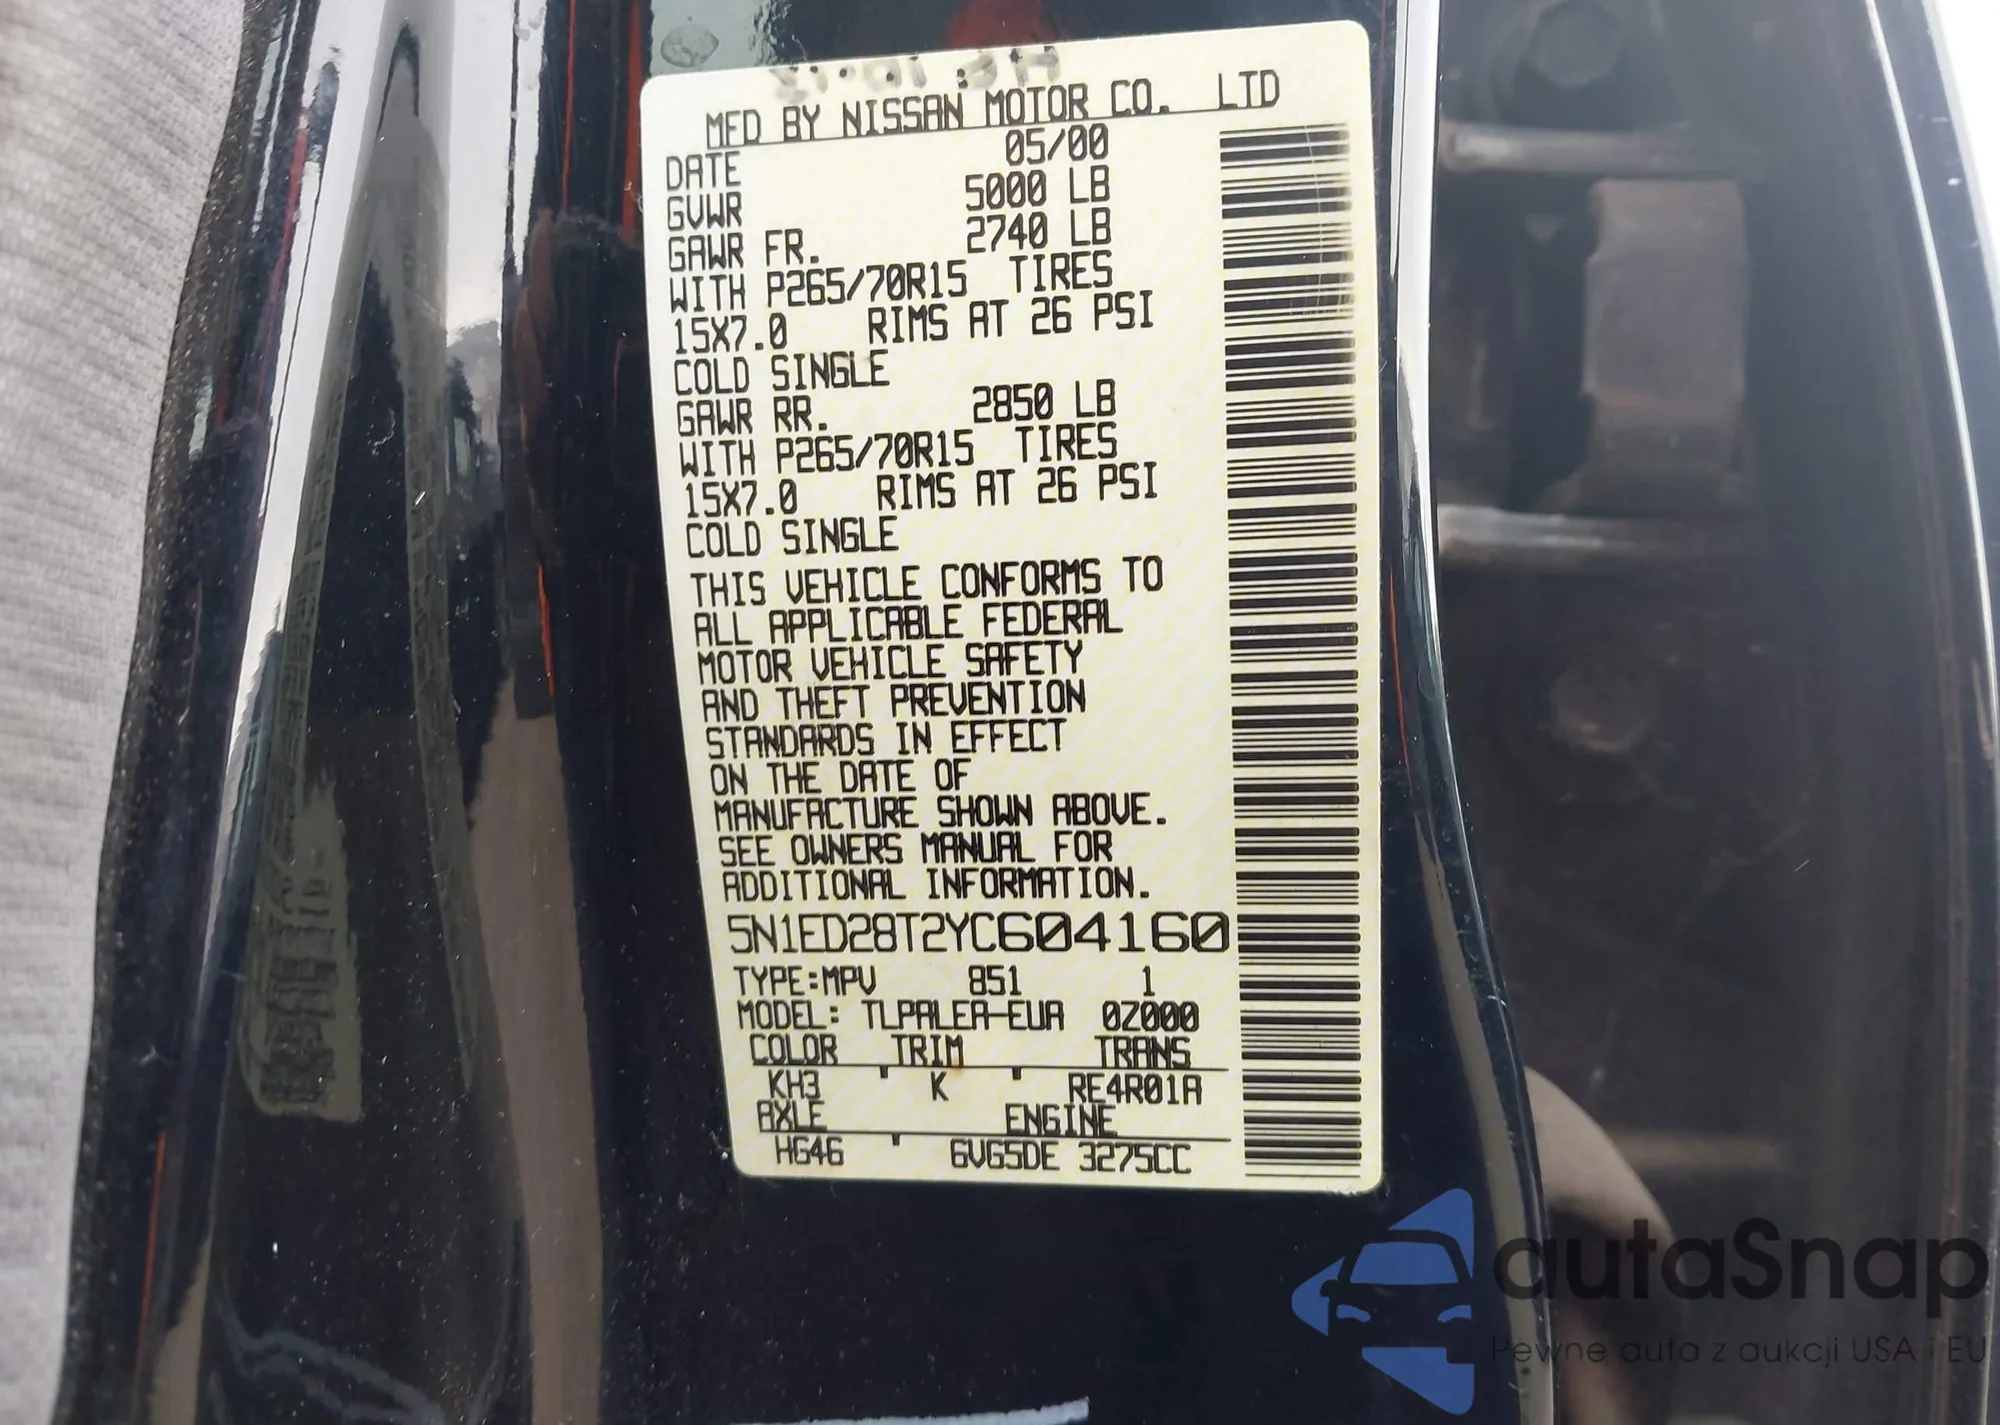 MFD BY NISSAN MOTOR CO. LTD
DATE 05/00
GVWR 5000 LB
GAWR FR. 2740 LB
WITH P265/70R15 TIRES
15X7.0 RIMS AT 26 PSI
COLD SINGLE
GAWR RR. 2850 LB
WITH P265/70R15 TIRES
15X7.0 RIMS AT 26 PSI
COLD SINGLE
THIS VEHICLE CONFORMS TO
ALL APPLICABLE FEDERAL
MOTOR VEHICLE SAFETY
AND THEFT PREVENTION
STANDARDS IN EFFECT
ON THE DATE OF
MANUFACTURE SHOWN ABOVE.
SEE OWNERS MANUAL FOR
ADDITIONAL INFORMATION.
5N1ED28T2YC604160
TYPE:MPV 851 1
MODEL: TLPALEA-EUA 0Z000
COLOR TRIM TRANS
KH3 K RE4R01A
AXLE ENGINE
HG46 6VG5DE 3275CC
autaSnap
Pewne auta z aukcji USA i EU